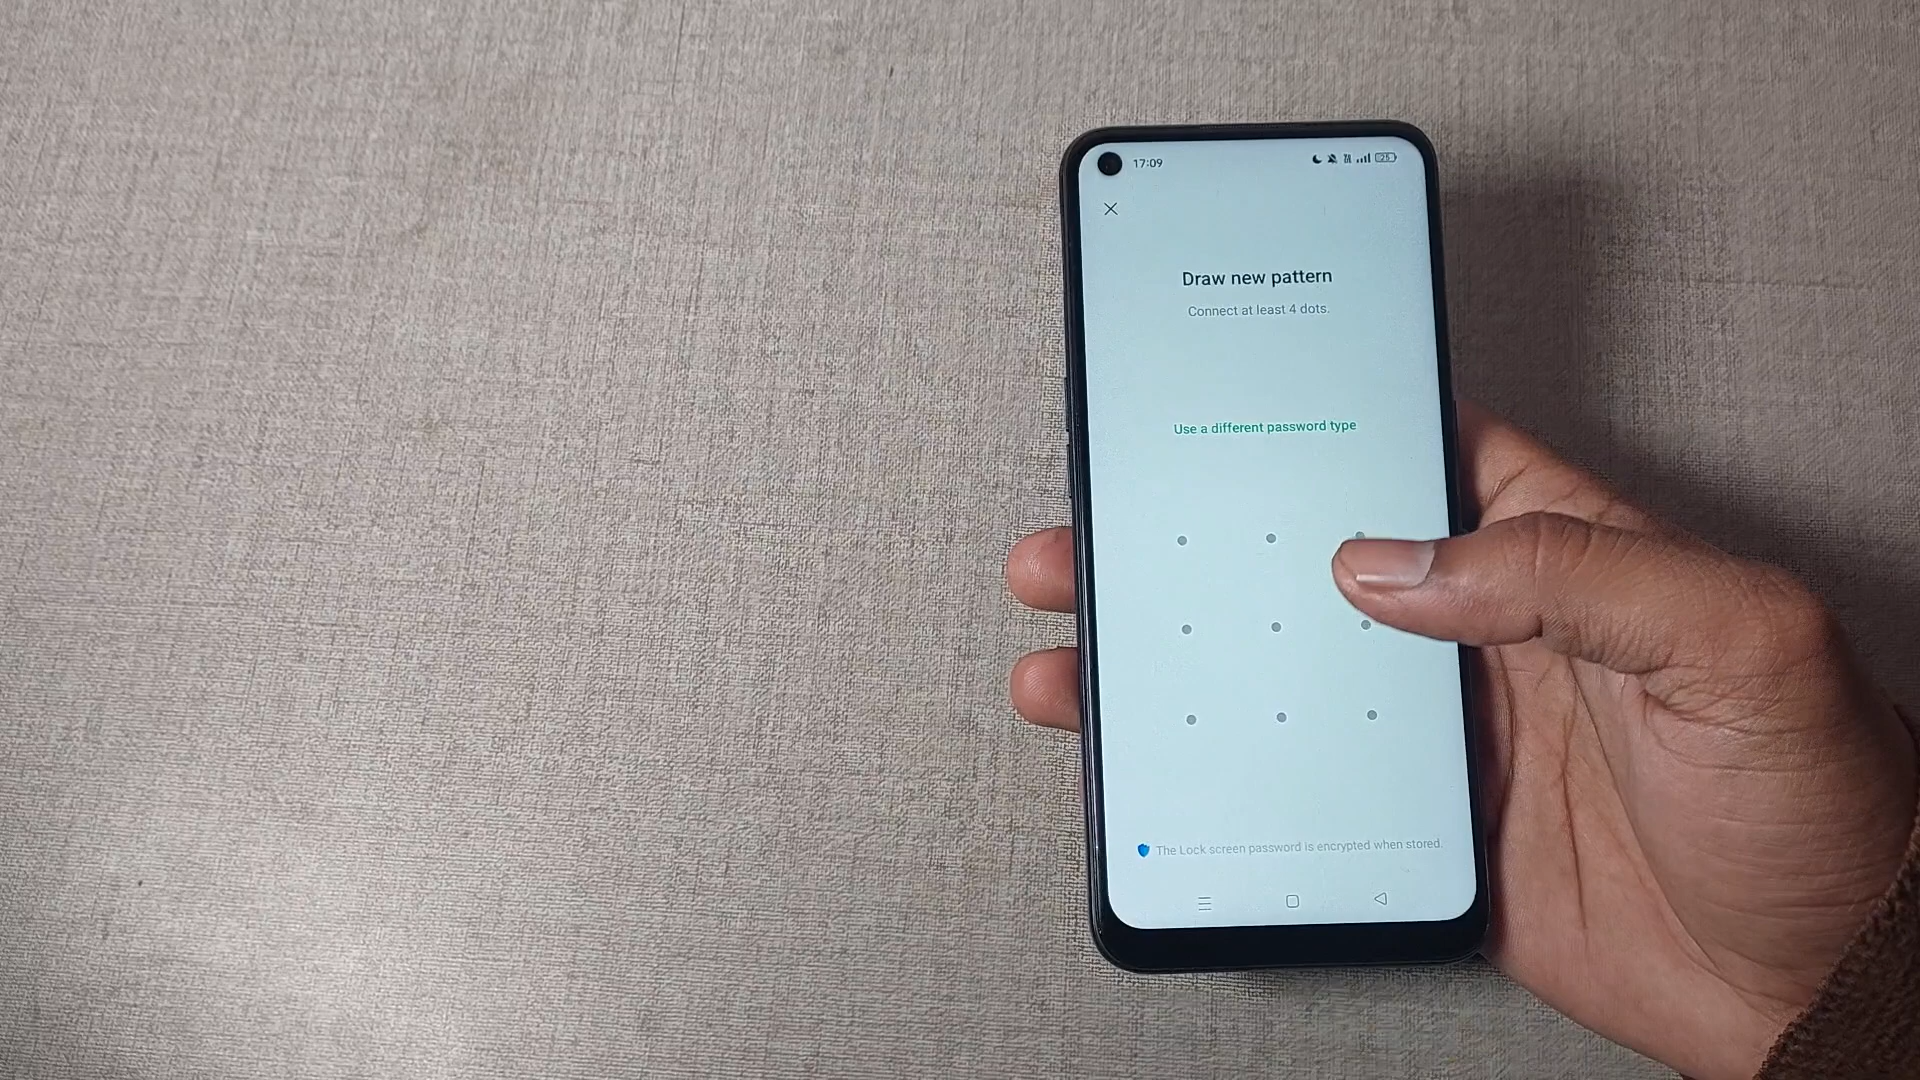 17:09
25
Draw new pattern
Connect at least 4 dots.
Use a different password type
The Lock screen password is encrypted when stored.